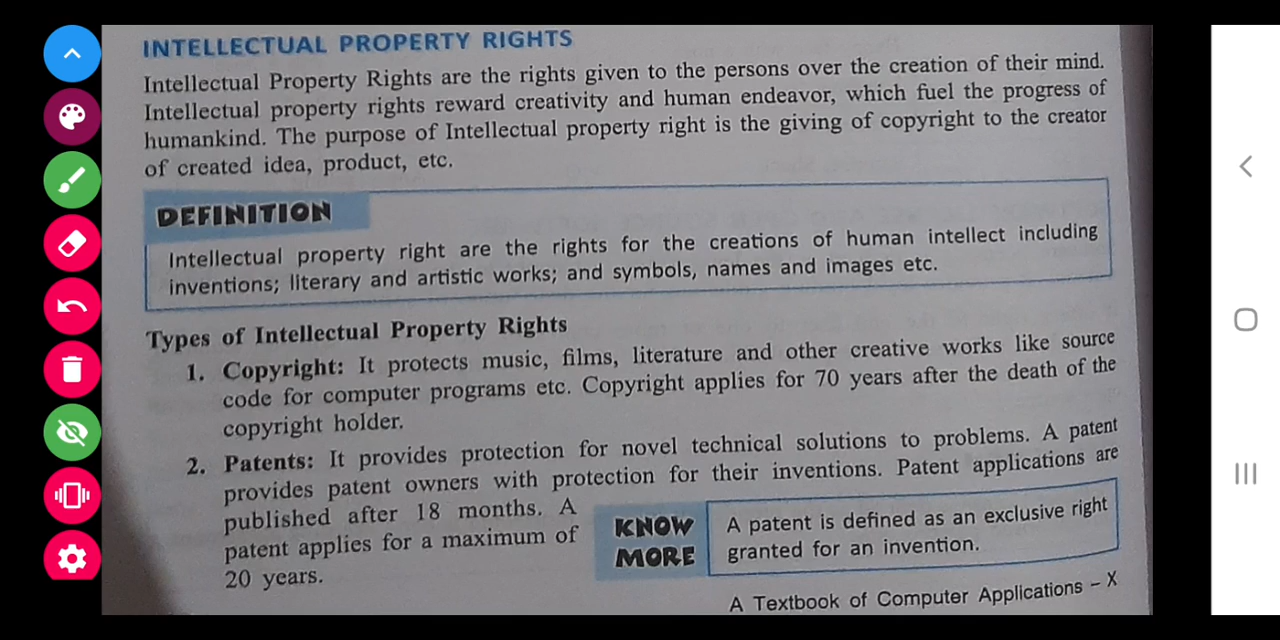 INTELLECTUAL PROPERTY RIGHTS
Intellectual Property Rights are the rights given to the persons over the creation of their mind.
Intellectual property rights reward creativity and human endeavor, which fuel the progress of
humankind. The purpose of Intellectual property right is the giving of copyright to the creator
of created idea, product, etc.
DEFINITION
Intellectual property right are the rights for the creations of human intellect including
inventions; literary and artistic works; and symbols, names and images etc.
Types of Intellectual Property Rights
1. Copyright: It protects music, films, literature and other creative works like source
code for computer programs etc. Copyright applies for 70 years after the death of the
copyright holder.
2. Patents: It provides protection for novel technical solutions to problems. A patent
provides patent owners with protection for their inventions. Patent applications are
published after 18 months. A
patent applies for a maximum of
20 years.
KNOW
MORE
A patent is defined as an exclusive right
granted for an invention.
A Textbook of Computer Applications – X